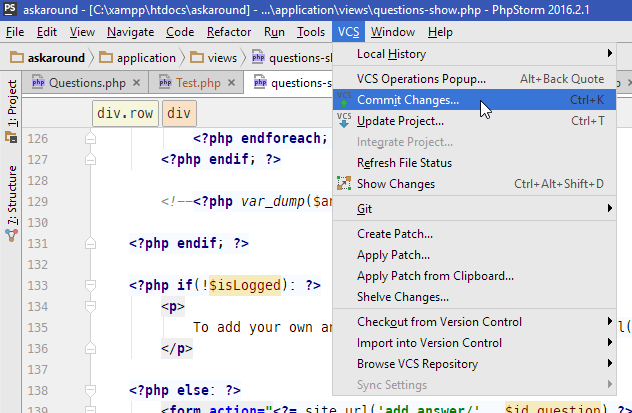 askaround - [C:\xampp\htdocs\askaround] - ...\application\views\questions-show.php - PhpStorm 2016.2.1
File Edit View Navigate Code Refactor Run Tools VCS Window Help
askaround application views questions-sh
Questions.php Test.php questions-s
1: Project
7: Structure
div.row div
126 <?php endforeach;
127 <?php endif; ?>
128
129 <!--<?php var_dump($an
130
131 <?php endif; ?>
132
133 <?php if(!$isLogged): ?>
134 <p>
135 To add your own an l(
136 </p>
137
138 <?php else: ?>
139 <form action="<?= site_url('add_answer/' . $id_question) ?>
Local History
VCS Operations Popup... Alt+Back Quote
Commit Changes... Ctrl+K
Update Project... Ctrl+T
Integrate Project...
Refresh File Status
Show Changes Ctrl+Alt+Shift+D
Git
Create Patch...
Apply Patch...
Apply Patch from Clipboard...
Shelve Changes...
Checkout from Version Control
Import into Version Control
Browse VCS Repository
Sync Settings